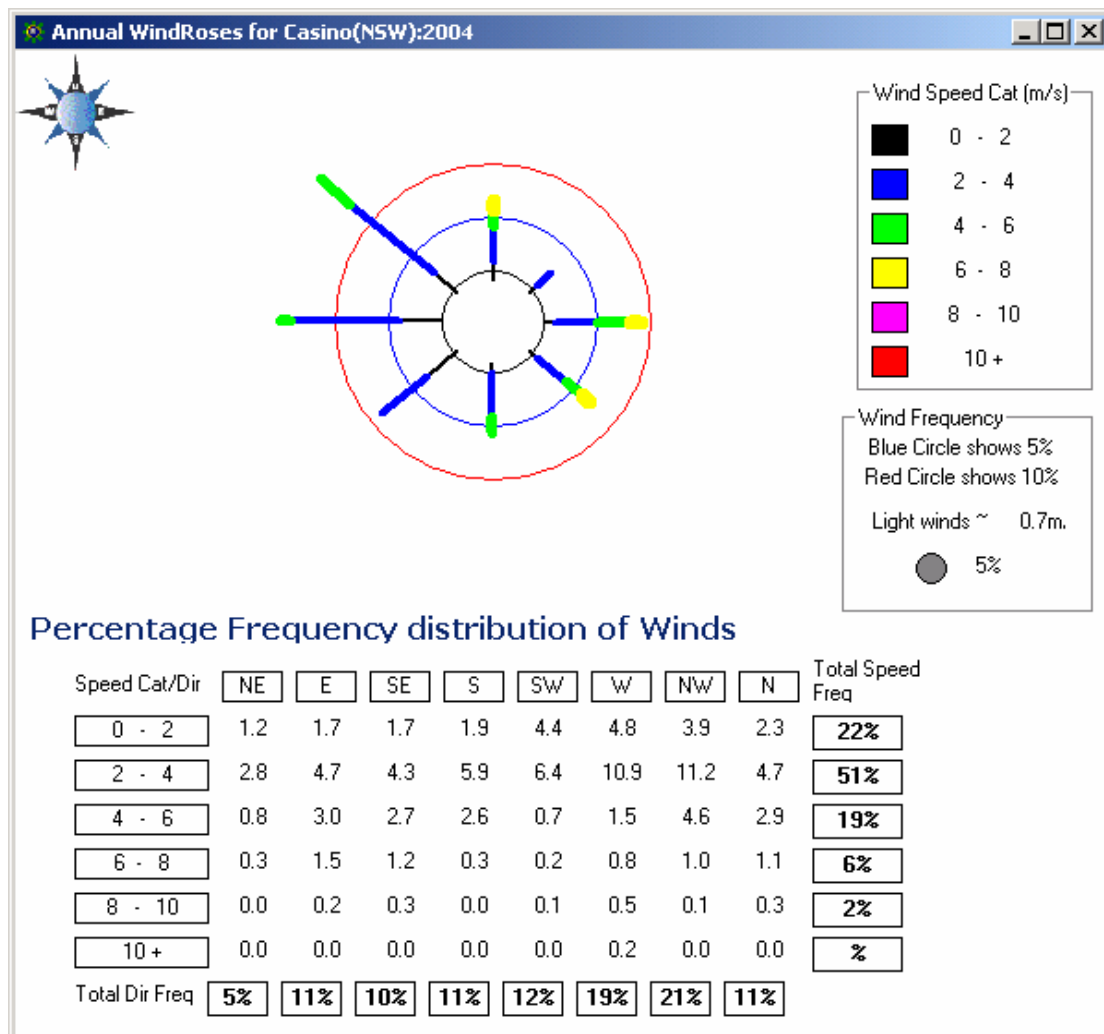 Annual WindRoses for Casino(NSW):2004
Wind Speed Cat (m/s)
0 - 2
2 - 4
4 - 6
6 - 8
8 - 10
10 +
Wind Frequency
Blue Circle shows 5%
Red Circle shows 10%
Light winds ~ 0.7m.
5%
Percentage Frequency distribution of Winds
Speed Cat/Dir NE E SE S SW W NW N Total Speed Freq
0 - 2 1.2 1.7 1.7 1.9 4.4 4.8 3.9 2.3 22%
2 - 4 2.8 4.7 4.3 5.9 6.4 10.9 11.2 4.7 51%
4 - 6 0.8 3.0 2.7 2.6 0.7 1.5 4.6 2.9 19%
6 - 8 0.3 1.5 1.2 0.3 0.2 0.8 1.0 1.1 6%
8 - 10 0.0 0.2 0.3 0.0 0.1 0.5 0.1 0.3 2%
10 + 0.0 0.0 0.0 0.0 0.0 0.2 0.0 0.0 %
Total Dir Freq 5% 11% 10% 11% 12% 19% 21% 11%